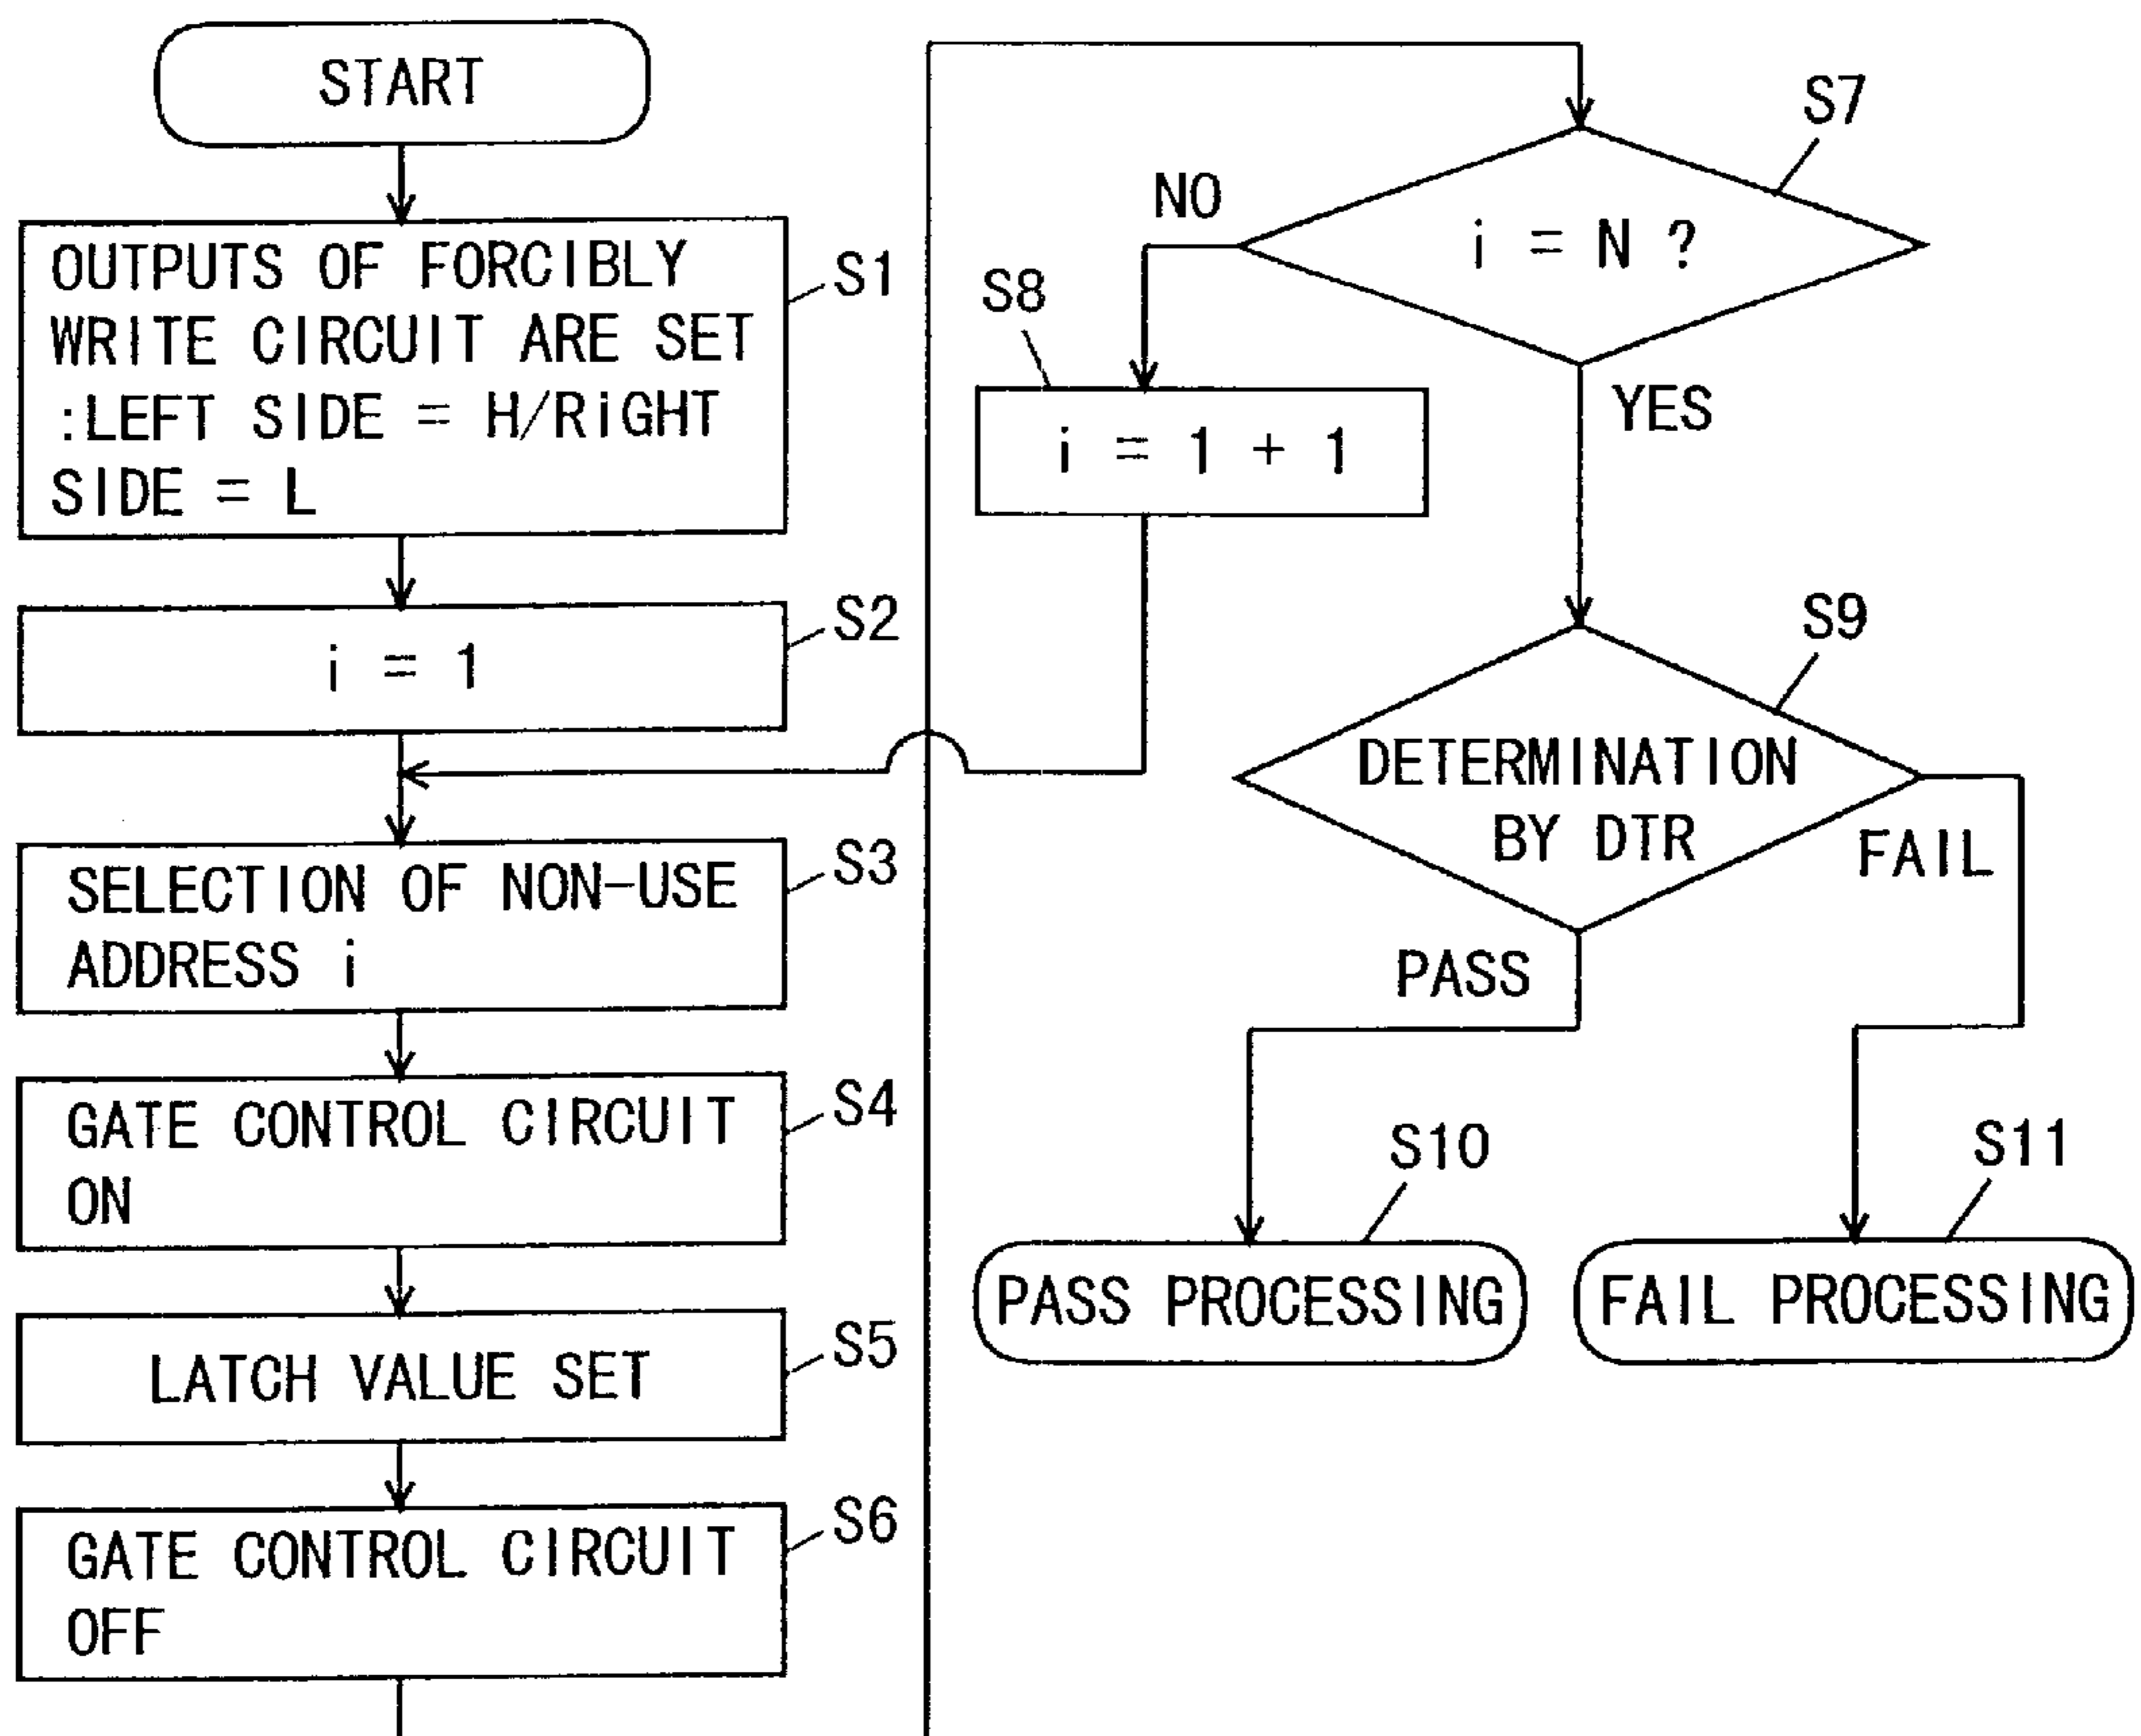 START
OUTPUTS OF FORCIBLY
WRITE CIRCUIT ARE SET
:LEFT SIDE = H/RiGHT
SIDE = L
S1
i = 1
S2
SELECTION OF NON-USE
ADDRESS i
S3
GATE CONTROL CIRCUIT
ON
S4
LATCH VALUE SET
S5
GATE CONTROL CIRCUIT
OFF
S6
S7
i = N ?
NO
YES
S8
i = 1 + 1
S9
DETERMINATION
BY DTR
FAIL
PASS
S10
PASS PROCESSING
S11
FAIL PROCESSING